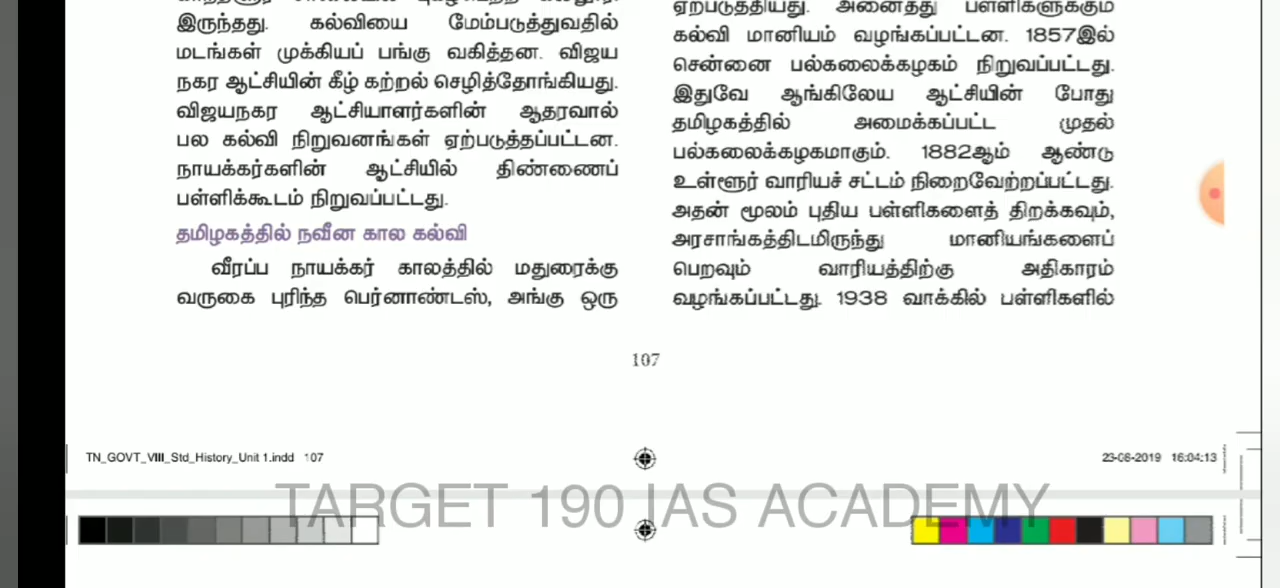 இருந்தது. கல்வியை மேம்படுத்துவதில்
மடங்கள் முக்கியப் பங்கு வகித்தன. விஜய
நகர ஆட்சியின் கீழ் கற்றல் செழித்தோங்கியது.
விஜயநகர ஆட்சியாளர்களின் ஆதரவால்
பல கல்வி நிறுவனங்கள் ஏற்படுத்தப்பட்டன.
நாயக்கர்களின் ஆட்சியில் திண்ணைப்
பள்ளிக்கூடம் நிறுவப்பட்டது.
தமிழகத்தில் நவீன கால கல்வி
வீரப்ப நாயக்கர் காலத்தில் மதுரைக்கு
வருகை புரிந்த பெர்னாண்டஸ், அங்கு ஒரு
ஏற்படுத்தியது. அனைத்து பள்ளிகளுக்கும்
கல்வி மானியம் வழங்கப்பட்டன. 1857இல்
சென்னை பல்கலைக்கழகம் நிறுவப்பட்டது.
இதுவே ஆங்கிலேய ஆட்சியின் போது
தமிழகத்தில் அமைக்கப்பட்ட முதல்
பல்கலைக்கழகமாகும். 1882ஆம் ஆண்டு
உள்ளூர் வாரியச் சட்டம் நிறைவேற்றப்பட்டது.
அதன் மூலம் புதிய பள்ளிகளைத் திறக்கவும்,
அரசாங்கத்திடமிருந்து மானியங்களைப்
பெறவும் வாரியத்திற்கு அதிகாரம்
வழங்கப்பட்டது. 1938 வாக்கில் பள்ளிகளில்
107
TN_GOVT_VIII_Std_History_Unit 1.indd 107
23-08-2019 16:04:13
TARGET 190 IAS ACADEMY